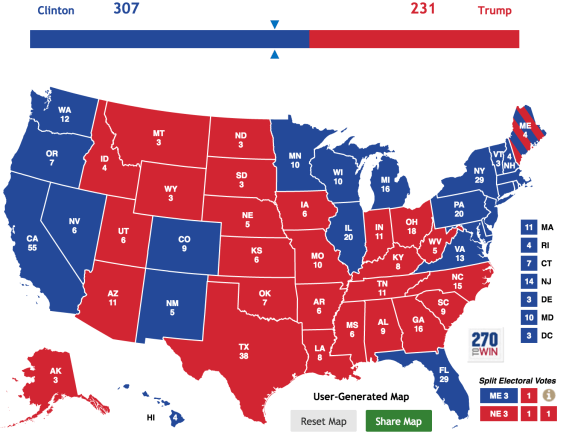 Clinton 307 231 Trump
WA
12
OR
7
CA
55
NV
6
ID
4
MT
3
WY
3
UT
6
AZ
11
CO
9
NM
5
ND
3
SD
3
NE
5
KS
6
OK
7
TX
38
MN
10
IA
6
MO
10
AR
6
LA
8
WI
10
IL
20
MI
16
IN
11
OH
18
KY
8
TN
11
MS
6
AL
9
GA
16
FL
29
SC
9
NC
15
VA
13
WV
5
PA
20
NY
29
VT
3
4
NH
ME
4
AK
3
HI
4
11 MA
4 RI
7 CT
14 NJ
3 DE
10 MD
3 DC
270
TO WIN
User-Generated Map
Reset Map Share Map
Split Electoral Votes
ME 3 1 i
NE 3 1 1